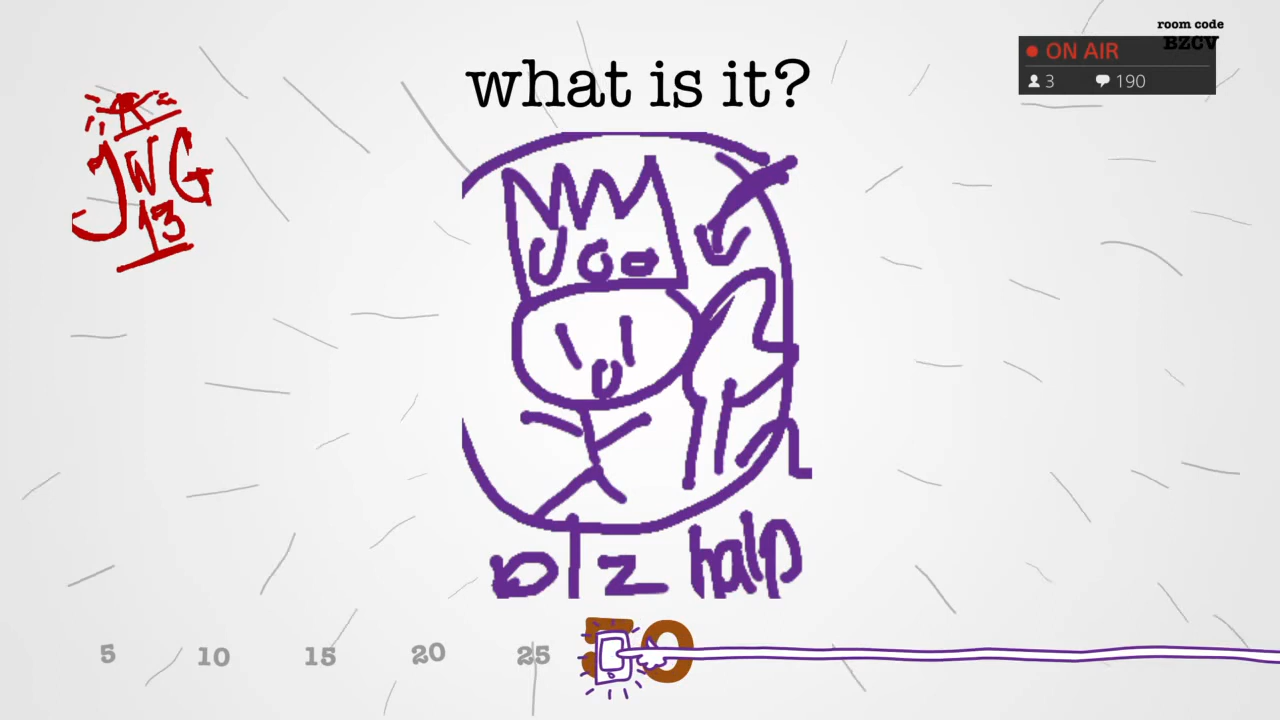 room code
BZCV
ON AIR
3 190
what is it?
JWG
13
plz halp
5 10 15 20 25 30